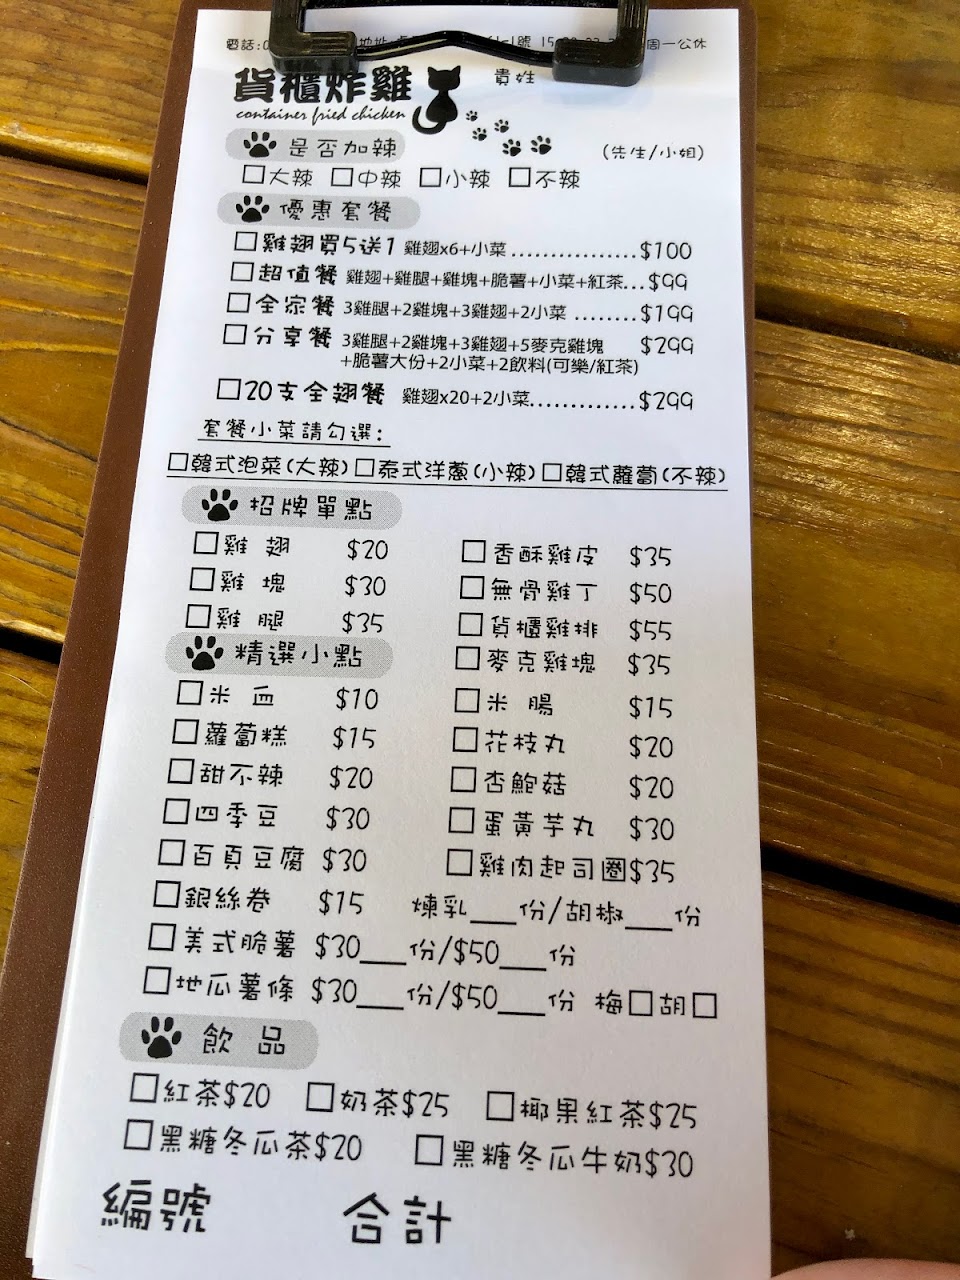 電話:0 地址: 1號 15 周一公休
貨櫃炸雞
container fried chicken
貴姓
(先生/小姐)
是否加辣
□大辣 □中辣 □小辣 □不辣
優惠套餐
□雞翅買5送1 雞翅x6+小菜................$100
□超值餐 雞翅+雞腿+雞塊+脆薯+小菜+紅茶...$99
□全家餐 3雞腿+2雞塊+3雞翅+2小菜 ........$199
□分享餐 3雞腿+2雞塊+3雞翅+5麥克雞塊 $299
+脆薯大份+2小菜+2飲料(可樂/紅茶)
□20支全翅餐 雞翅x20+2小菜.............$299
套餐小菜請勾選:
□韓式泡菜(大辣)□泰式洋蔥(小辣)□韓式蘿蔔(不辣)
招牌單點
□雞 翅 $20 □香酥雞皮 $35
□雞 塊 $30 □無骨雞丁 $50
□雞 腿 $35 □貨櫃雞排 $55
精選小點 □麥克雞塊 $35
□米 血 $10 □米 腸 $15
□蘿蔔糕 $15 □花枝丸 $20
□甜不辣 $20 □杏鮑菇 $20
□四季豆 $30 □蛋黃芋丸 $30
□百頁豆腐 $30 □雞肉起司圈$35
□銀絲卷 $15 煉乳___份/胡椒___份
□美式脆薯 $30___份/$50___份
□地瓜薯條 $30___份/$50___份 梅□胡□
飲 品
□紅茶$20 □奶茶$25 □椰果紅茶$25
□黑糖冬瓜茶$20 □黑糖冬瓜牛奶$30
編號 合計